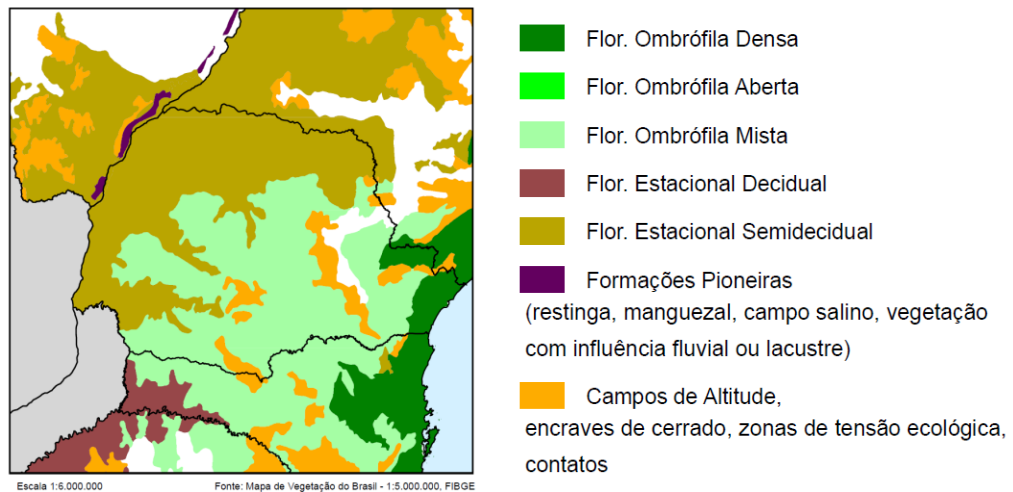 Flor. Ombrófila Densa
Flor. Ombrófila Aberta
Flor. Ombrófila Mista
Flor. Estacional Decidual
Flor. Estacional Semidecidual
Formações Pioneiras
(restinga, manguezal, campo salino, vegetação
com influência fluvial ou lacustre)
Campos de Altitude,
encraves de cerrado, zonas de tensão ecológica,
contatos
Escala 1:6.000.000
Fonte: Mapa de Vegetação do Brasil - 1:5.000.000, FIBGE